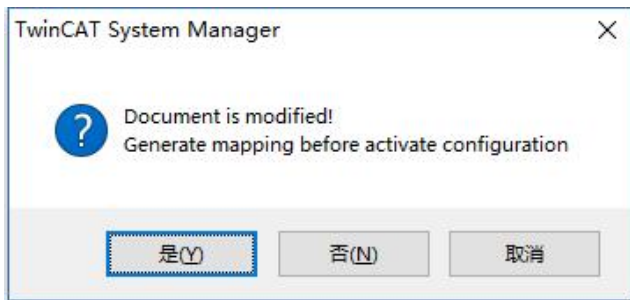 TwinCAT System Manager
Document is modified!
Generate mapping before activate configuration
是(Y) 否(N) 取消